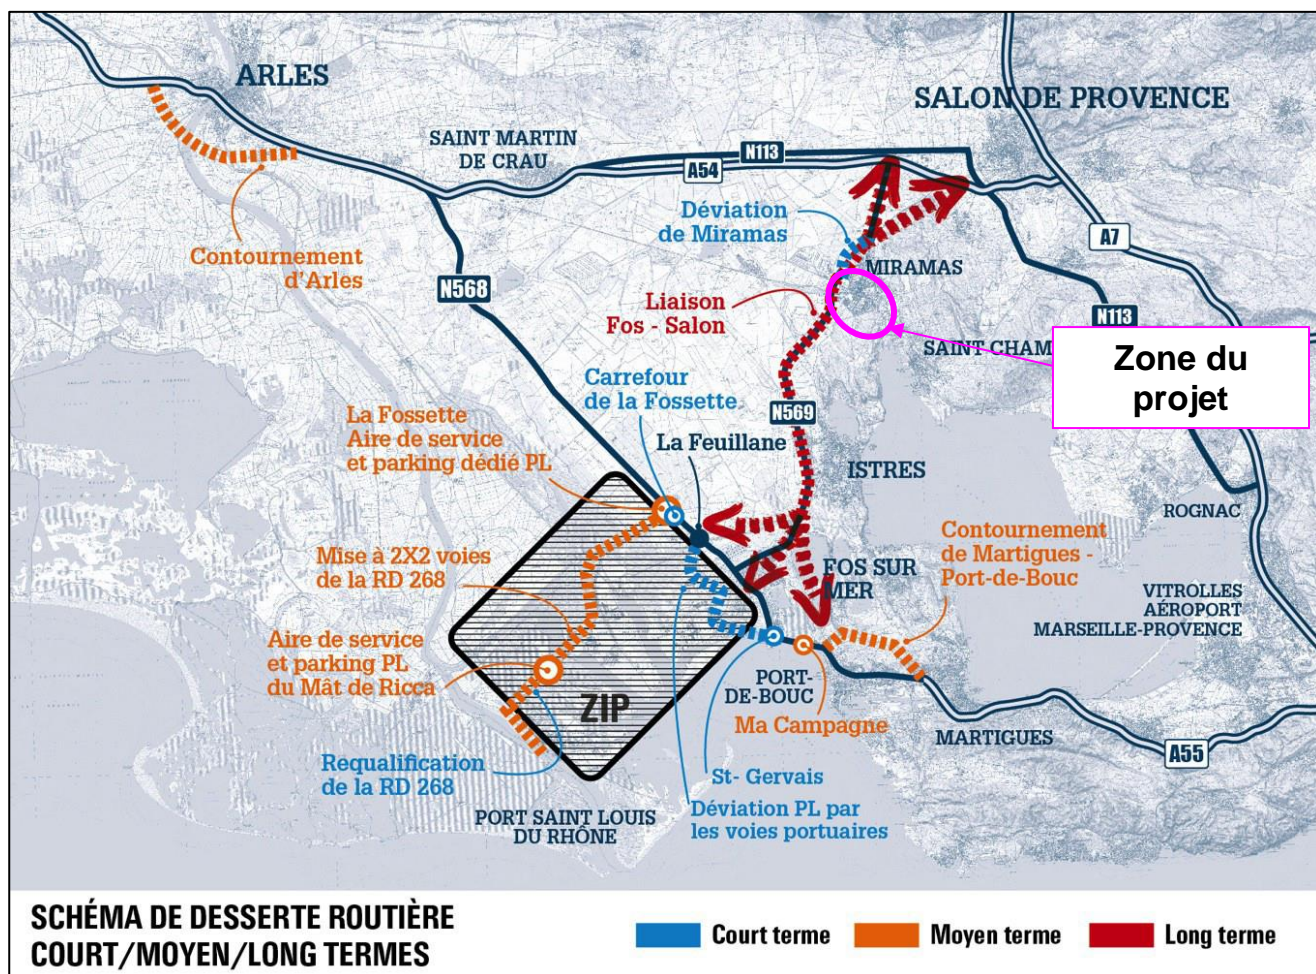 ARLES
SALON DE PROVENCE
SAINT MARTIN
DE CRAU
N113
A54
Déviation
de Miramas
A7
Contournement
d'Arles
N568
MIRAMAS
Liaison
Fos - Salon
N113
SAINT CHAM
Zone du
projet
Carrefour
de la Fossette
N569
La Fossette
Aire de service
et parking dédié PL
La Feuillane
ISTRES
ROGNAC
Contournement
de Martigues -
Port-de-Bouc
Mise à 2X2 voies
de la RD 268
FOS SUR
MER
VITROLLES
AÉROPORT
MARSEILLE-PROVENCE
Aire de service
et parking PL
du Mât de Ricca
ZIP
PORT-
DE-BOUC
Ma Campagne
MARTIGUES
A55
Requalification
de la RD 268
St- Gervais
Déviation PL par
les voies portuaires
PORT SAINT LOUIS
DU RHÔNE
SCHÉMA DE DESSERTE ROUTIÈRE
COURT/MOYEN/LONG TERMES
Court terme
Moyen terme
Long terme